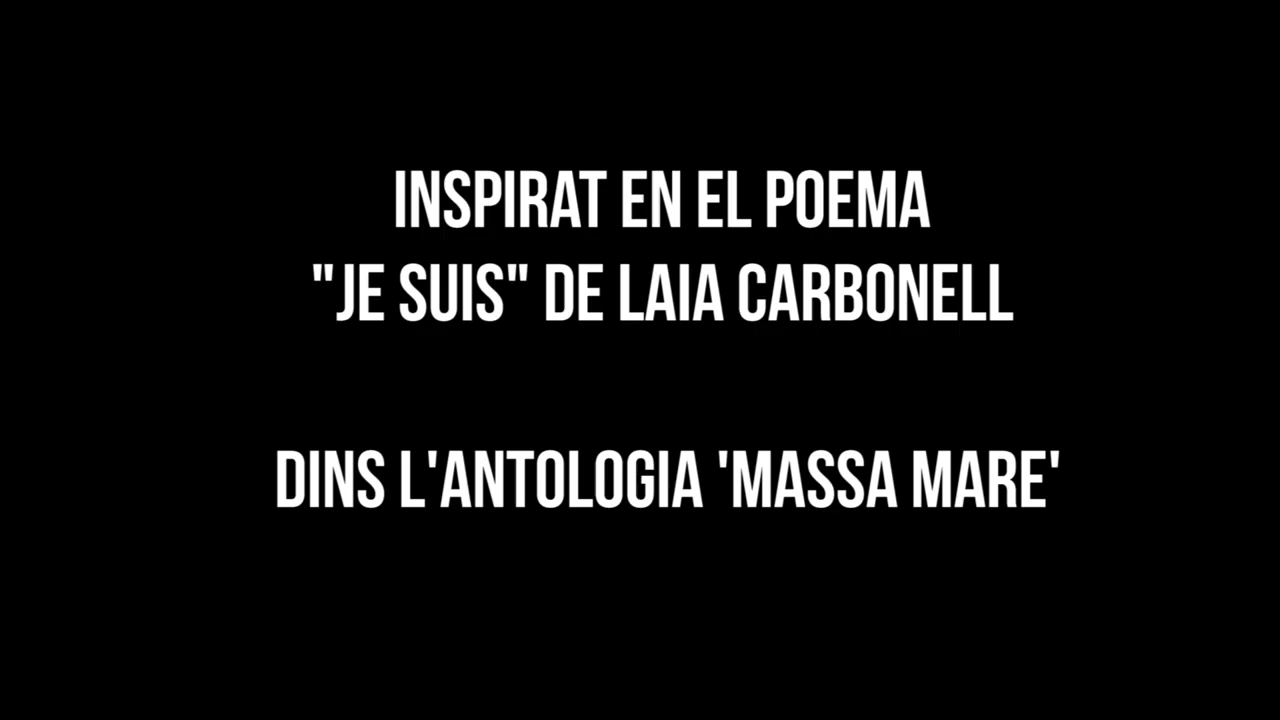 INSPIRAT EN EL POEMA
"JE SUIS" DE LAIA CARBONELL
DINS L'ANTOLOGIA 'MASSA MARE'